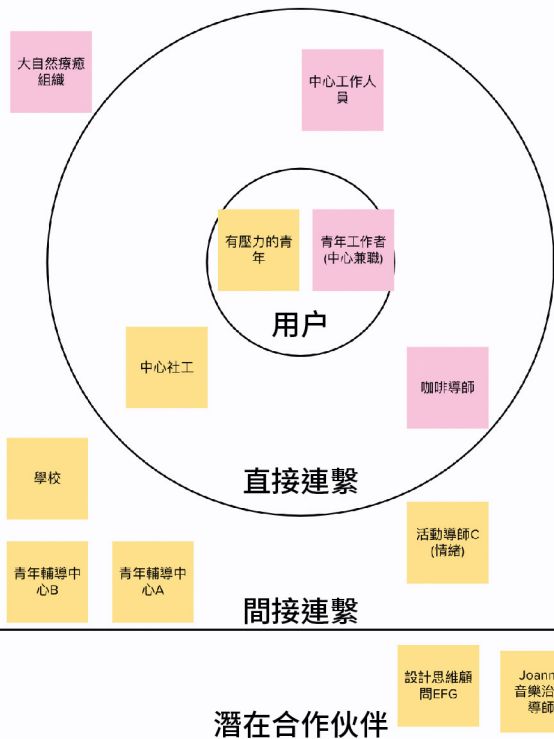 大自然療癒
組織
中心工作人
員
有壓力的青
年
青年工作者
(中心兼職)
用户
中心社工
咖啡導師
直接連繫
學校
活動導師C
(情緒)
青年輔導中
心B
青年輔導中
心A
間接連繫
設計思維顧
問EFG
Joann
音樂治
導師
潛在合作伙伴